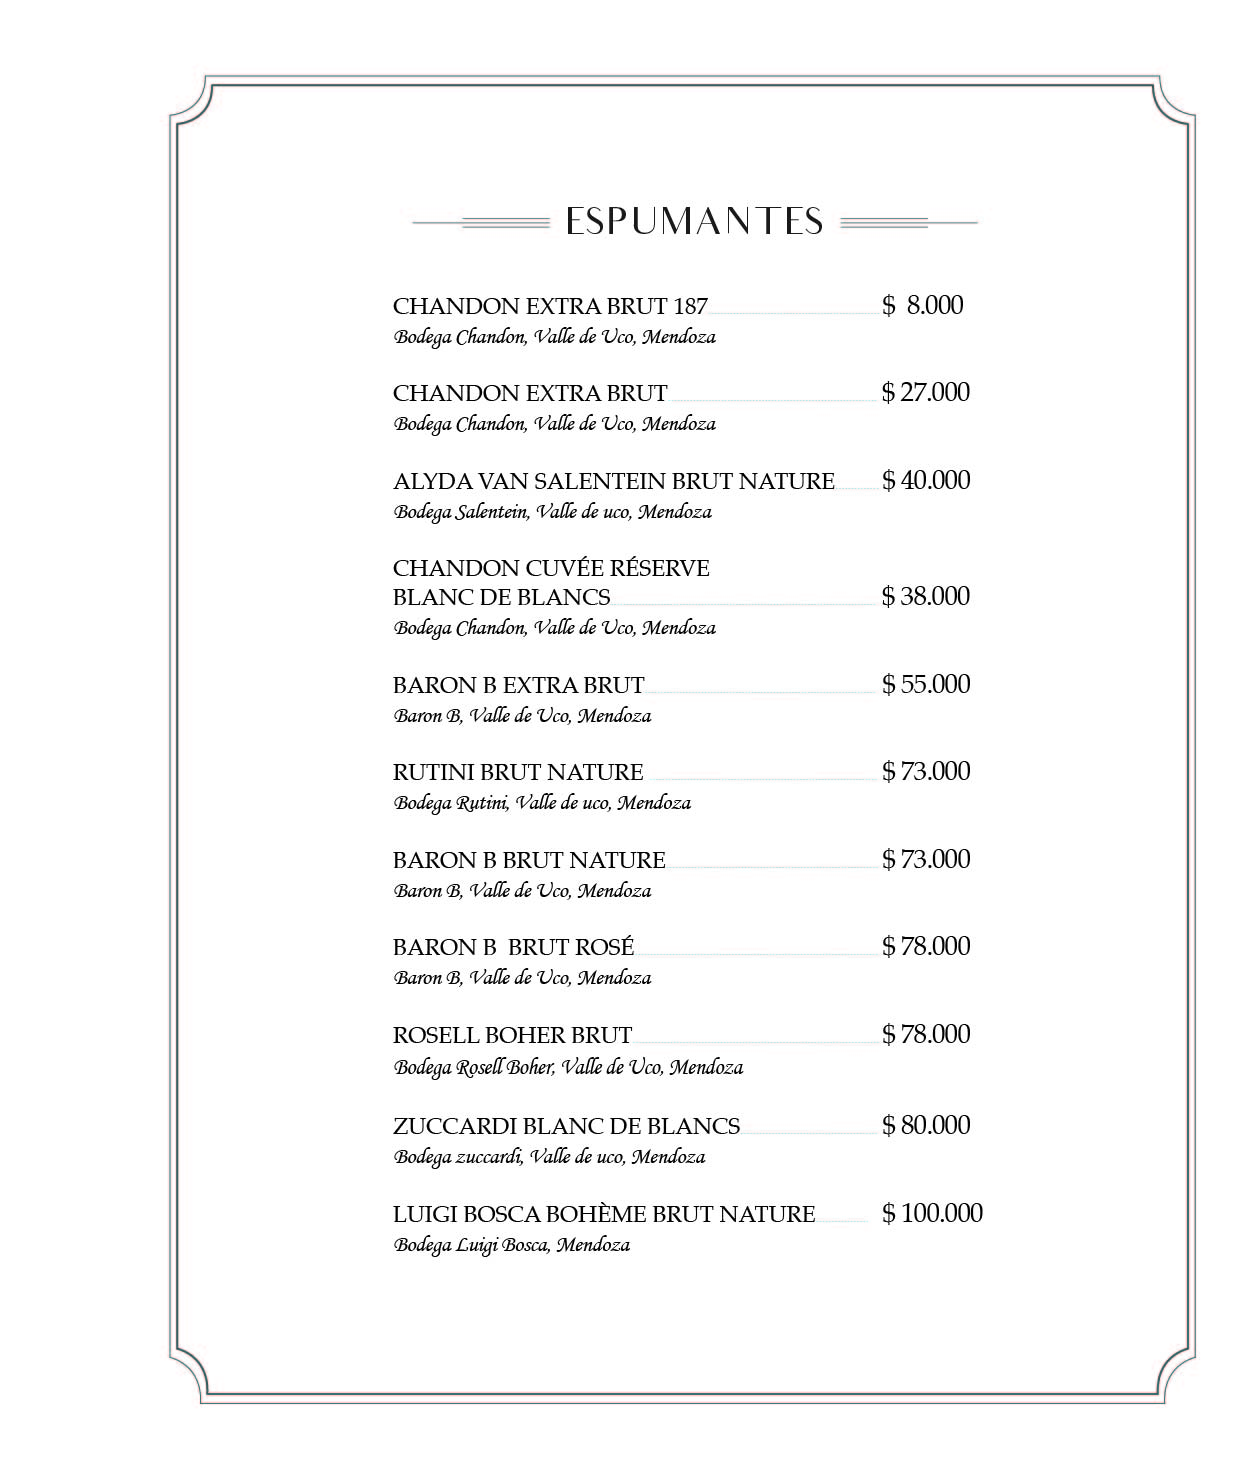 ESPUMANTES
CHANDON EXTRA BRUT 187 $ 8.000
Bodega Chandon, Valle de Uco, Mendoza
CHANDON EXTRA BRUT $ 27.000
Bodega Chandon, Valle de Uco, Mendoza
ALYDA VAN SALENTEIN BRUT NATURE $ 40.000
Bodega Salentein, Valle de uco, Mendoza
CHANDON CUVÉE RÉSERVE
BLANC DE BLANCS $ 38.000
Bodega Chandon, Valle de Uco, Mendoza
BARON B EXTRA BRUT $ 55.000
Baron B, Valle de Uco, Mendoza
RUTINI BRUT NATURE $ 73.000
Bodega Rutini, Valle de uco, Mendoza
BARON B BRUT NATURE $ 73.000
Baron B, Valle de Uco, Mendoza
BARON B BRUT ROSÉ $ 78.000
Baron B, Valle de Uco, Mendoza
ROSELL BOHER BRUT $ 78.000
Bodega Rosell Boher, Valle de Uco, Mendoza
ZUCCARDI BLANC DE BLANCS $ 80.000
Bodega zuccardi, Valle de uco, Mendoza
LUIGI BOSCA BOHÈME BRUT NATURE $ 100.000
Bodega Luigi Bosca, Mendoza